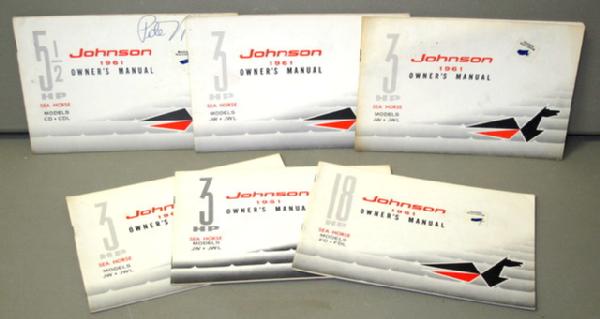 5 1/2
HP
Johnson
1961
OWNER'S MANUAL
SEA HORSE
MODELS
CD • CDL
3
HP
Johnson
1961
OWNER'S MANUAL
SEA HORSE
MODELS
JW • JWL
3
HP
Johnson
1961
OWNER'S MANUAL
SEA HORSE
MODELS
JW • JWL
3
HP
Johns
196
OWNER'S
SEA HORSE
MODELS
JW • JWL
3
HP
Johnson
1961
OWNER'S MANUAL
SEA HORSE
MODELS
JW • JWL
18
HP
Johnson
1961
OWNER'S MANUAL
SEA HORSE
MODELS
FD • FDL